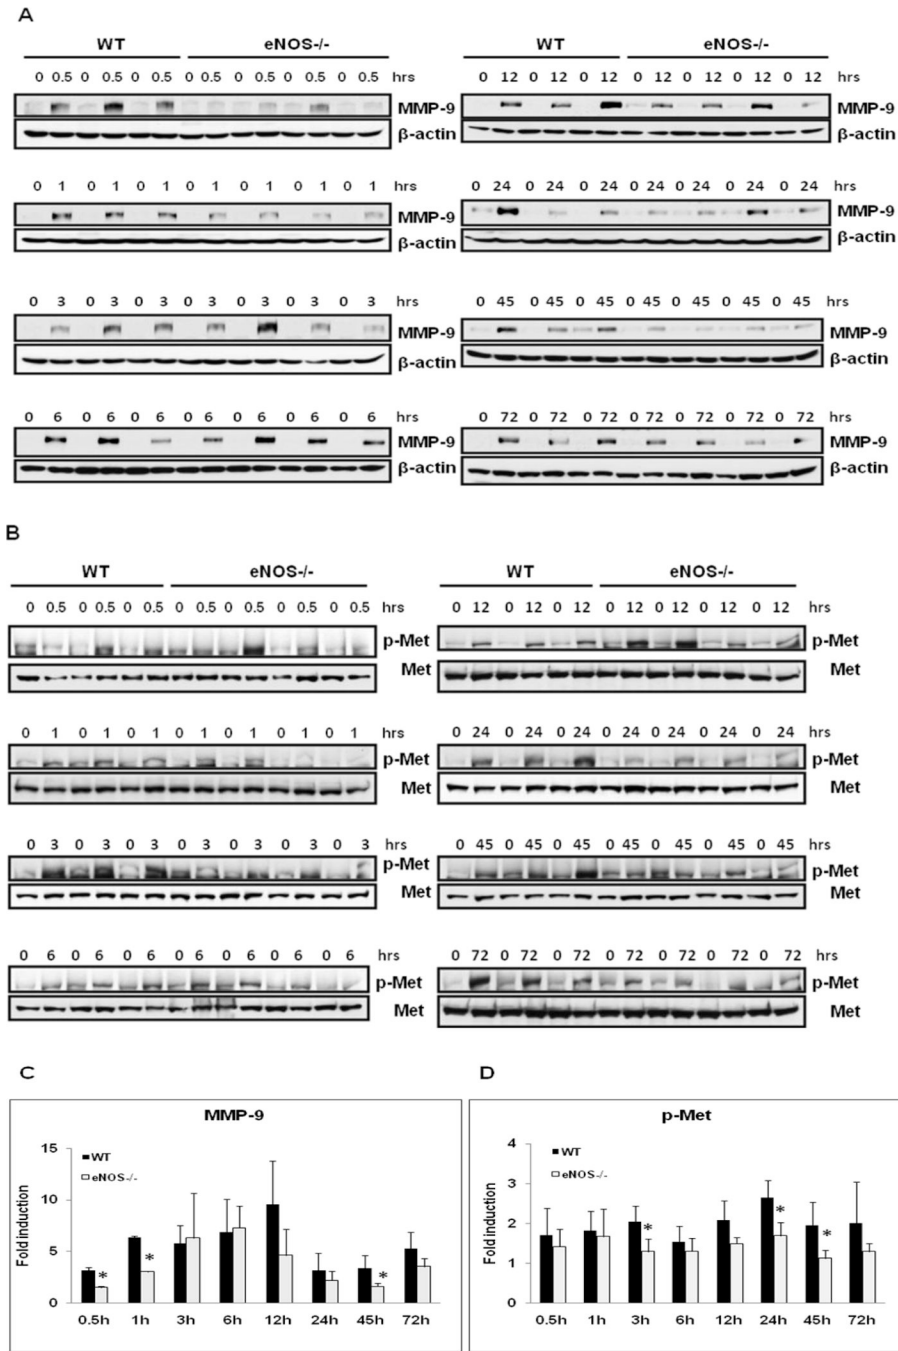 A
WT eNOS-/-
0 0.5 0 0.5 0 0.5 0 0.5 0 0.5 0 0.5 0 0.5 hrs
MMP-9
β-actin
0 1 0 1 0 1 0 1 0 1 0 1 0 1 hrs
MMP-9
β-actin
0 3 0 3 0 3 0 3 0 3 0 3 0 3 hrs
MMP-9
β-actin
0 6 0 6 0 6 0 6 0 6 0 6 0 6 hrs
MMP-9
β-actin
WT eNOS-/-
0 12 0 12 0 12 0 12 0 12 0 12 0 12 hrs
MMP-9
β-actin
0 24 0 24 0 24 0 24 0 24 0 24 0 24 hrs
MMP-9
β-actin
0 45 0 45 0 45 0 45 0 45 0 45 0 45 hrs
MMP-9
β-actin
0 72 0 72 0 72 0 72 0 72 0 72 0 72 hrs
MMP-9
β-actin
B
WT eNOS-/-
0 0.5 0 0.5 0 0.5 0 0.5 0 0.5 0 0.5 0 0.5 hrs
p-Met
Met
0 1 0 1 0 1 0 1 0 1 0 1 0 1 hrs
p-Met
Met
0 3 0 3 0 3 0 3 0 3 0 3 0 3 hrs
p-Met
Met
0 6 0 6 0 6 0 6 0 6 0 6 0 6 hrs
p-Met
Met
WT eNOS-/-
0 12 0 12 0 12 0 12 0 12 0 12 0 12 hrs
p-Met
Met
0 24 0 24 0 24 0 24 0 24 0 24 0 24 hrs
p-Met
Met
0 45 0 45 0 45 0 45 0 45 0 45 0 45 hrs
p-Met
Met
0 72 0 72 0 72 0 72 0 72 0 72 0 72 hrs
p-Met
Met
C
MMP-9
Fold induction
15
10
5
0
WT
eNOS-/-
* * *
0.5h 1h 3h 6h 12h 24h 45h 72h
D
p-Met
Fold induction
4
3
2
1
0
WT
eNOS-/-
* * *
0.5h 1h 3h 6h 12h 24h 45h 72h